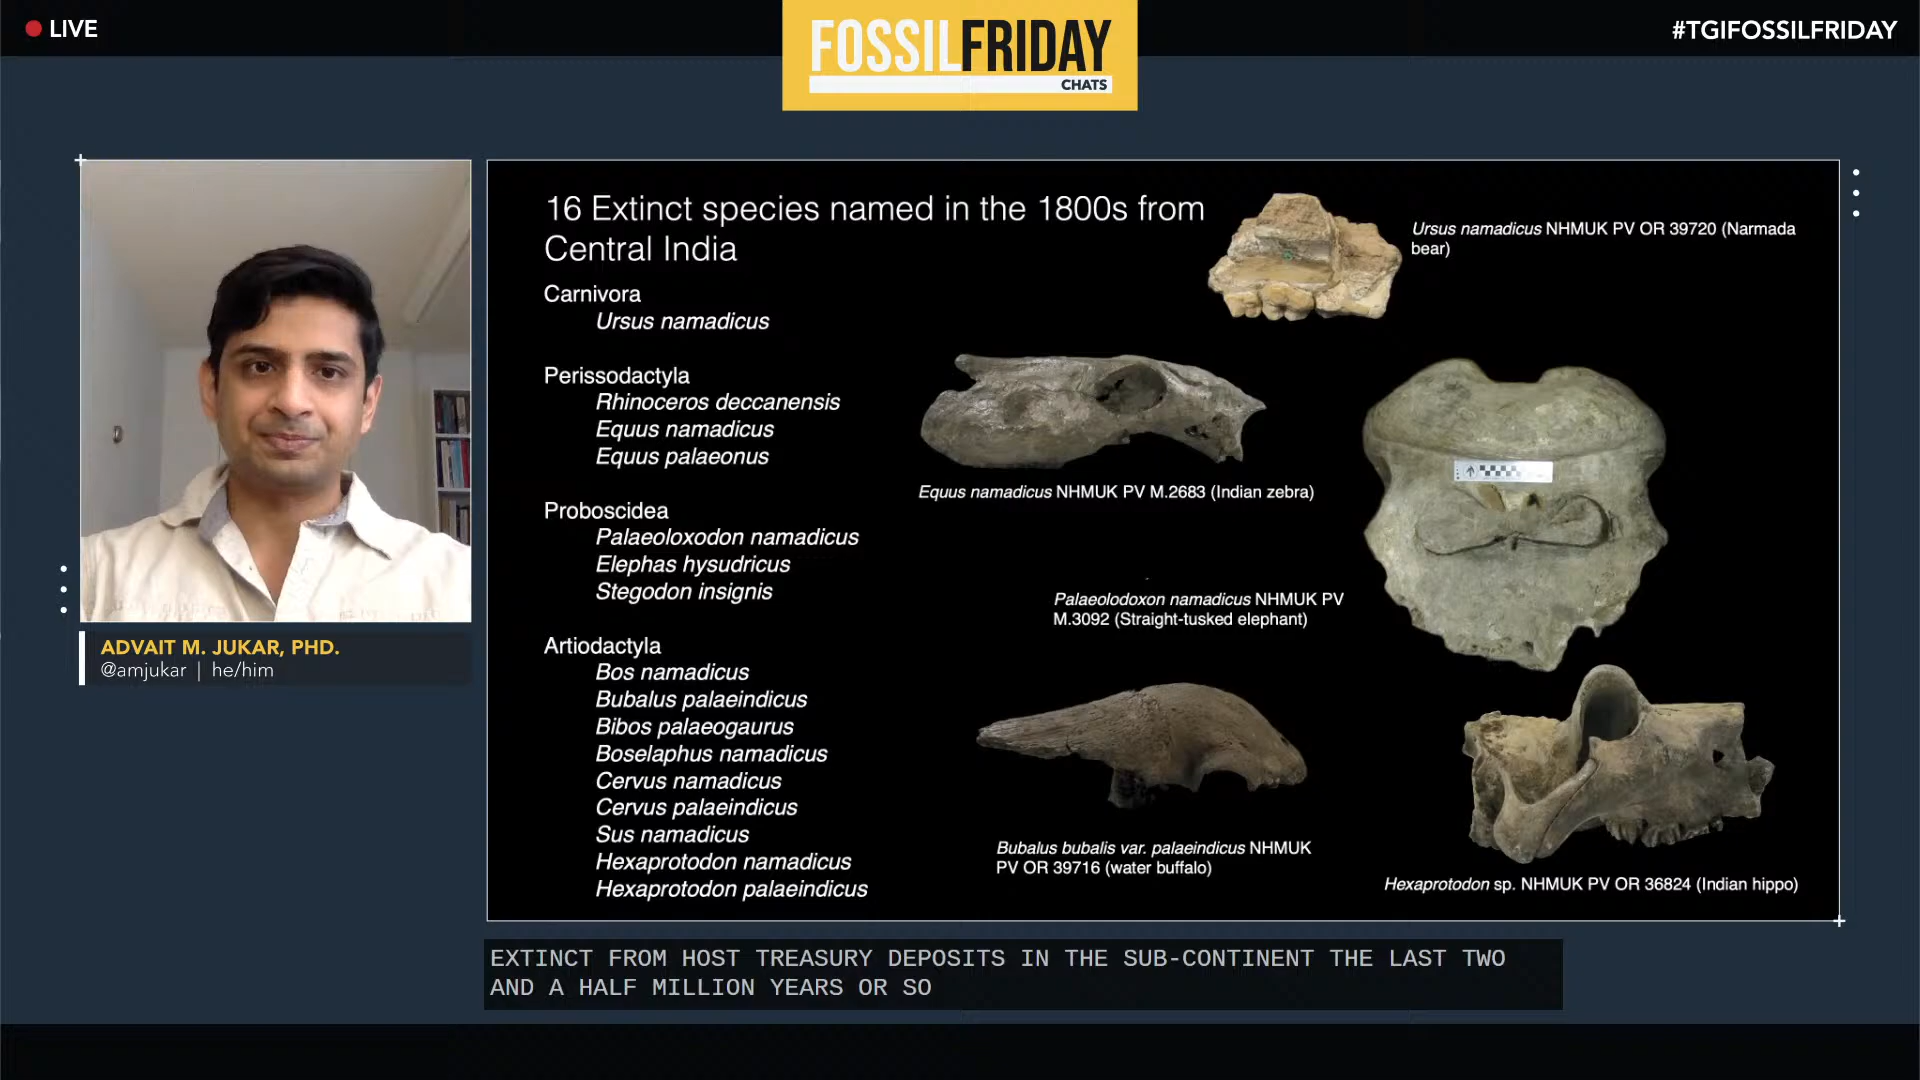 LIVE
FOSSILFRIDAY
CHATS
#TGIFOSSILFRIDAY
16 Extinct species named in the 1800s from
Central India
Carnivora
Ursus namadicus
Perissodactyla
Rhinoceros deccanensis
Equus namadicus
Equus palaeonus
Proboscidea
Palaeoloxodon namadicus
Elephas hysudricus
Stegodon insignis
Artiodactyla
Bos namadicus
Bubalus palaeindicus
Bibos palaeogaurus
Boselaphus namadicus
Cervus namadicus
Cervus palaeindicus
Sus namadicus
Hexaprotodon namadicus
Hexaprotodon palaeindicus
Ursus namadicus NHMUK PV OR 39720 (Narmada
bear)
Equus namadicus NHMUK PV M.2683 (Indian zebra)
Palaeolodoxon namadicus NHMUK PV
M.3092 (Straight-tusked elephant)
Bubalus bubalis var. palaeindicus NHMUK
PV OR 39716 (water buffalo)
Hexaprotodon sp. NHMUK PV OR 36824 (Indian hippo)
ADVAIT M. JUKAR, PHD.
@amjukar | he/him
EXTINCT FROM HOST TREASURY DEPOSITS IN THE SUB-CONTINENT THE LAST TWO
AND A HALF MILLION YEARS OR SO